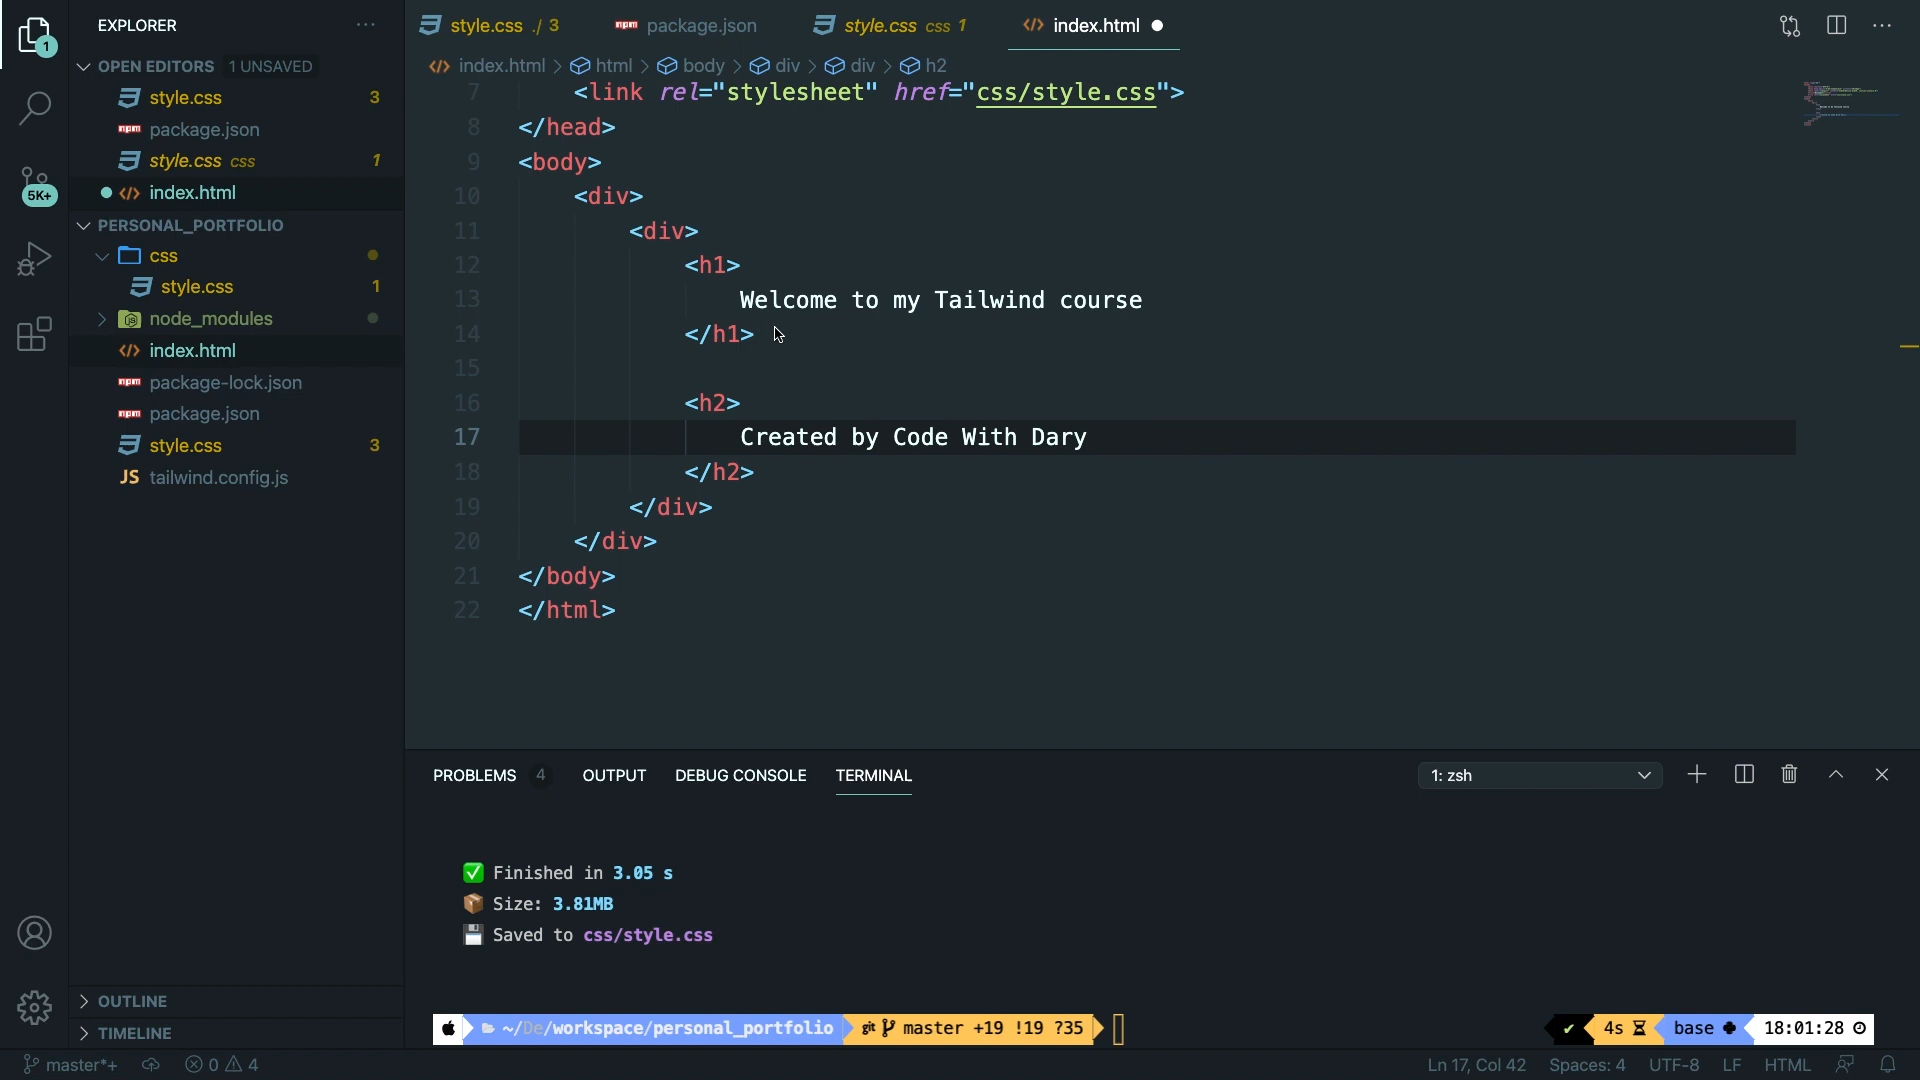 EXPLORER
OPEN EDITORS 1 UNSAVED
style.css 3
package.json
style.css css 1
index.html
PERSONAL_PORTFOLIO
css
style.css 1
node_modules
index.html
package-lock.json
package.json
style.css 3
JS tailwind.config.js
OUTLINE
TIMELINE
1
5K+
style.css ./ 3
npm package.json
style.css css 1
index.html
index.html > html > body > div > div > h2
7 <link rel="stylesheet" href="css/style.css">
8 </head>
9 <body>
10 <div>
11 <div>
12 <h1>
13 Welcome to my Tailwind course
14 </h1>
15
16 <h2>
17 Created by Code With Dary
18 </h2>
19 </div>
20 </div>
21 </body>
22 </html>
PROBLEMS 4 OUTPUT DEBUG CONSOLE TERMINAL 1: zsh
Finished in 3.05 s
Size: 3.81MB
Saved to css/style.css
~/De/workspace/personal_portfolio git master +19 !19 ?35
✔ 4s base 18:01:28
master*+ 0 4 Ln 17, Col 42 Spaces: 4 UTF-8 LF HTML